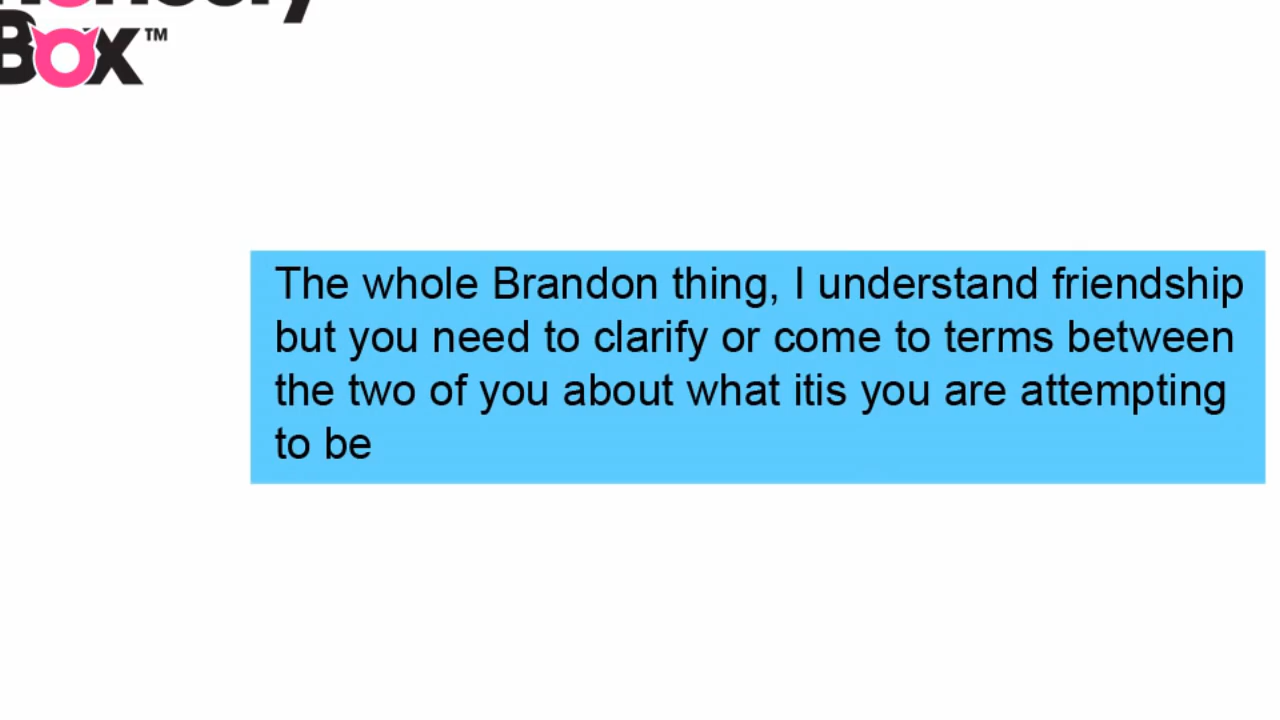 Box™
The whole Brandon thing, I understand friendship
but you need to clarify or come to terms between
the two of you about what itis you are attempting
to be